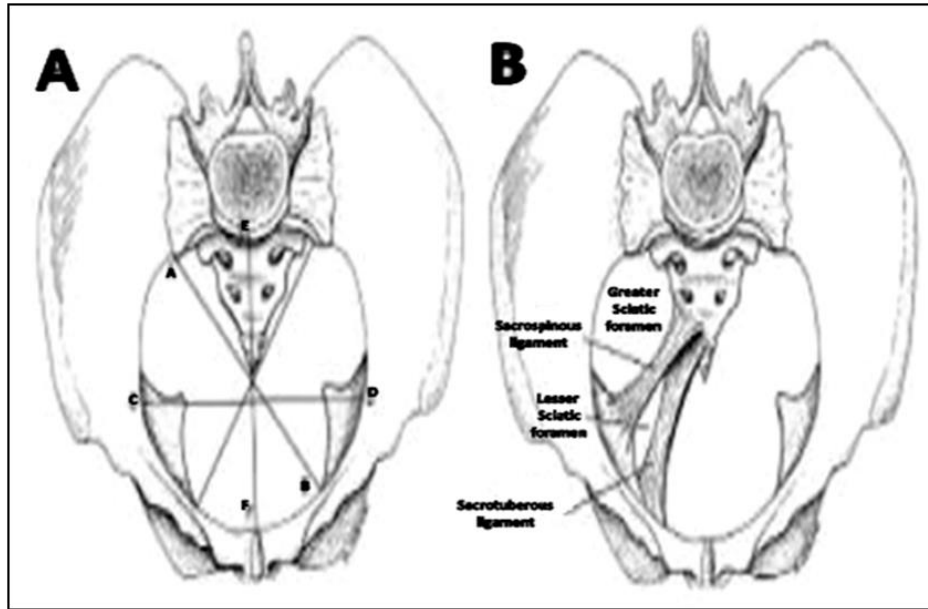 A
B
E
A
C
D
B
F
Greater
Sciatic
foramen
Sacrospinous
ligament
Lesser
Sciatic
foramen
Sacrotuberous
ligament